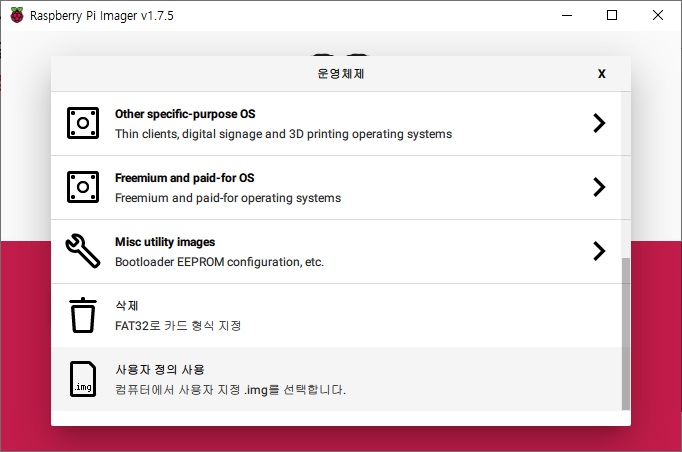 Raspberry Pi Imager v1.7.5
운영체제
X
Other specific-purpose OS
Thin clients, digital signage and 3D printing operating systems
Freemium and paid-for OS
Freemium and paid-for operating systems
Misc utility images
Bootloader EEPROM configuration, etc.
삭제
FAT32로 카드 형식 지정
.img
사용자 정의 사용
컴퓨터에서 사용자 지정 .img를 선택합니다.